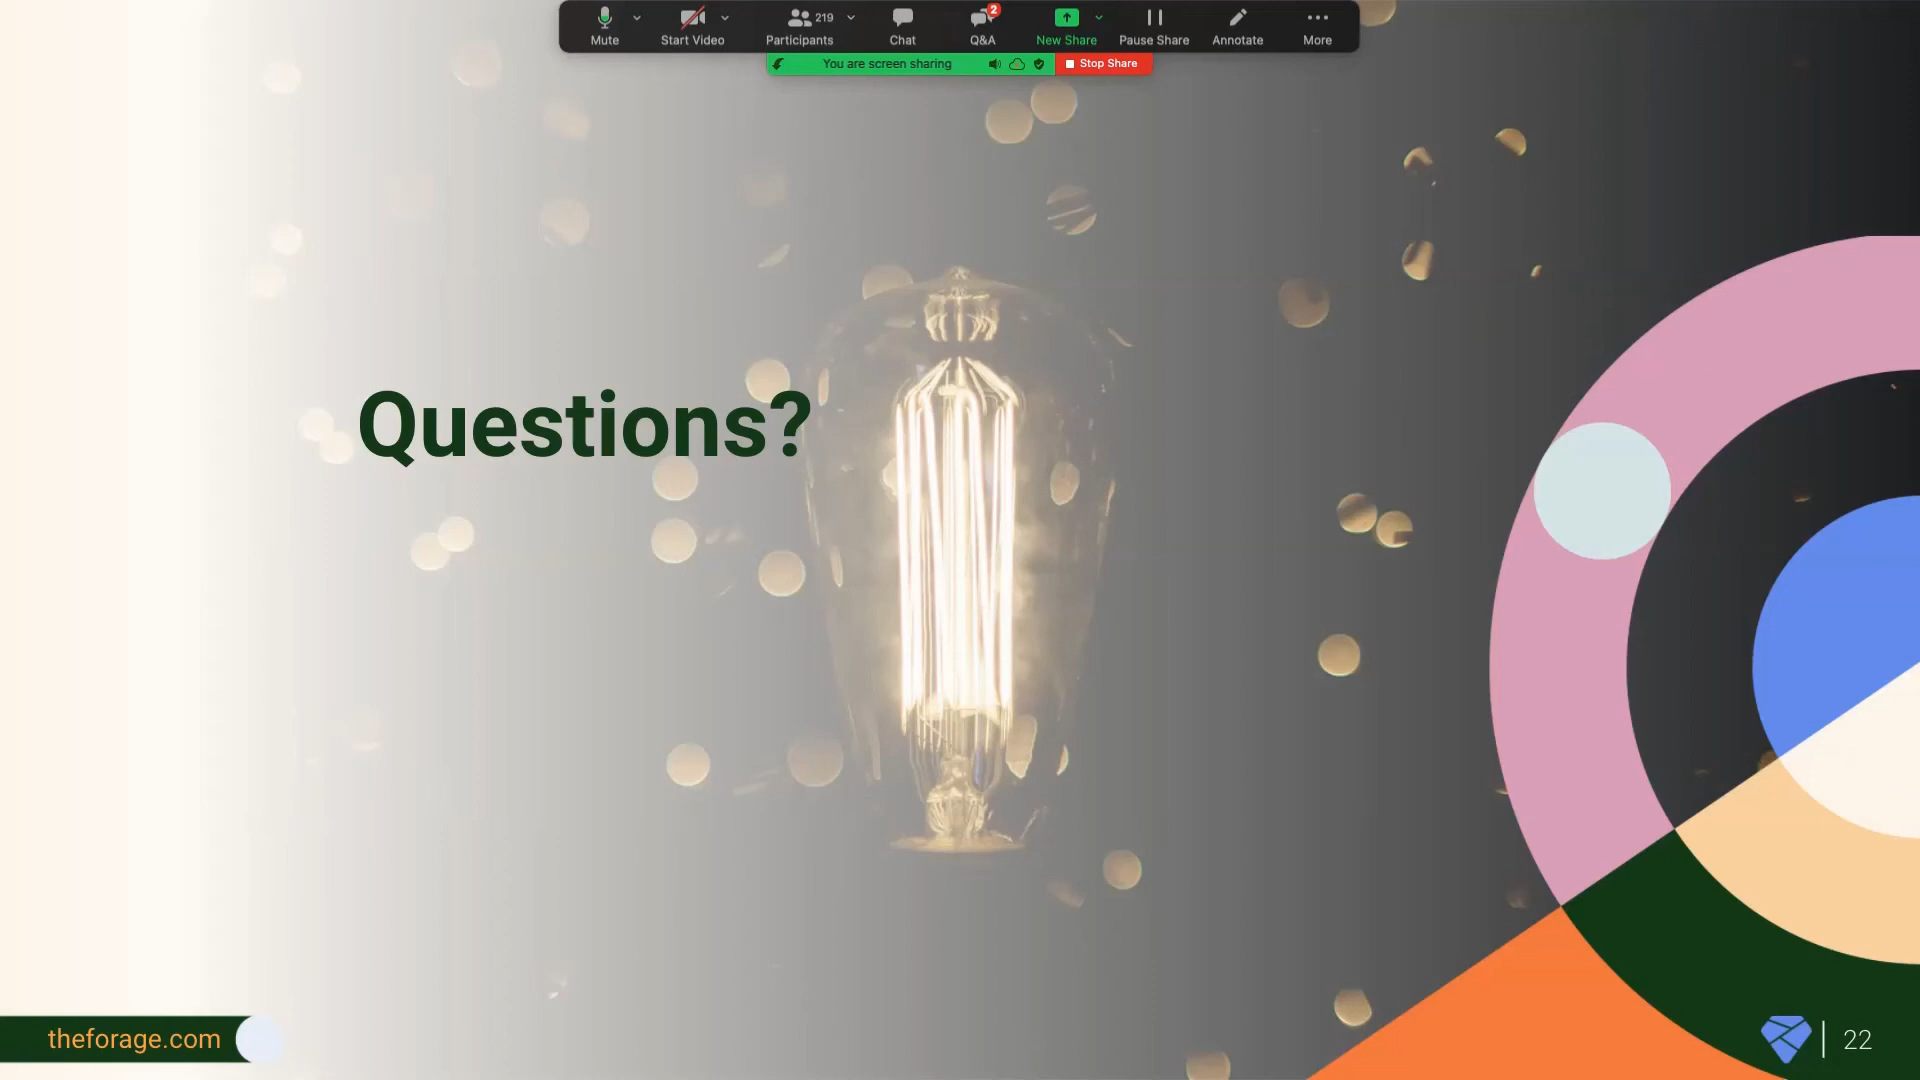 Mute
Start Video
Participants
219
Chat
Q&A
2
New Share
Pause Share
Annotate
More
You are screen sharing
Stop Share
Questions?
theforage.com
22